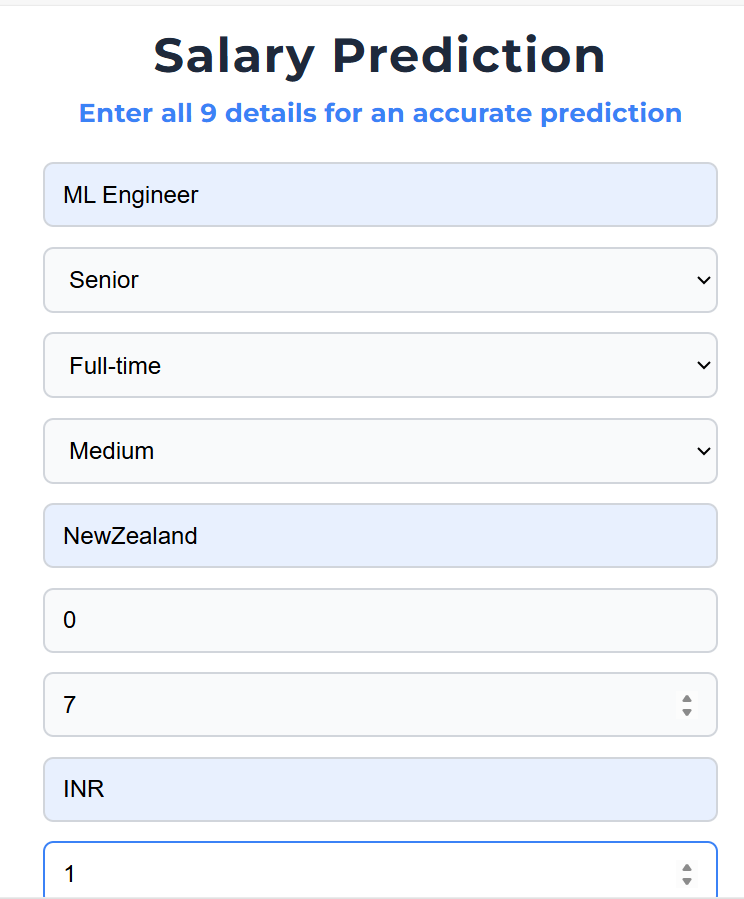 Salary Prediction
Enter all 9 details for an accurate prediction
ML Engineer
Senior
Full-time
Medium
NewZealand
0
7
INR
1